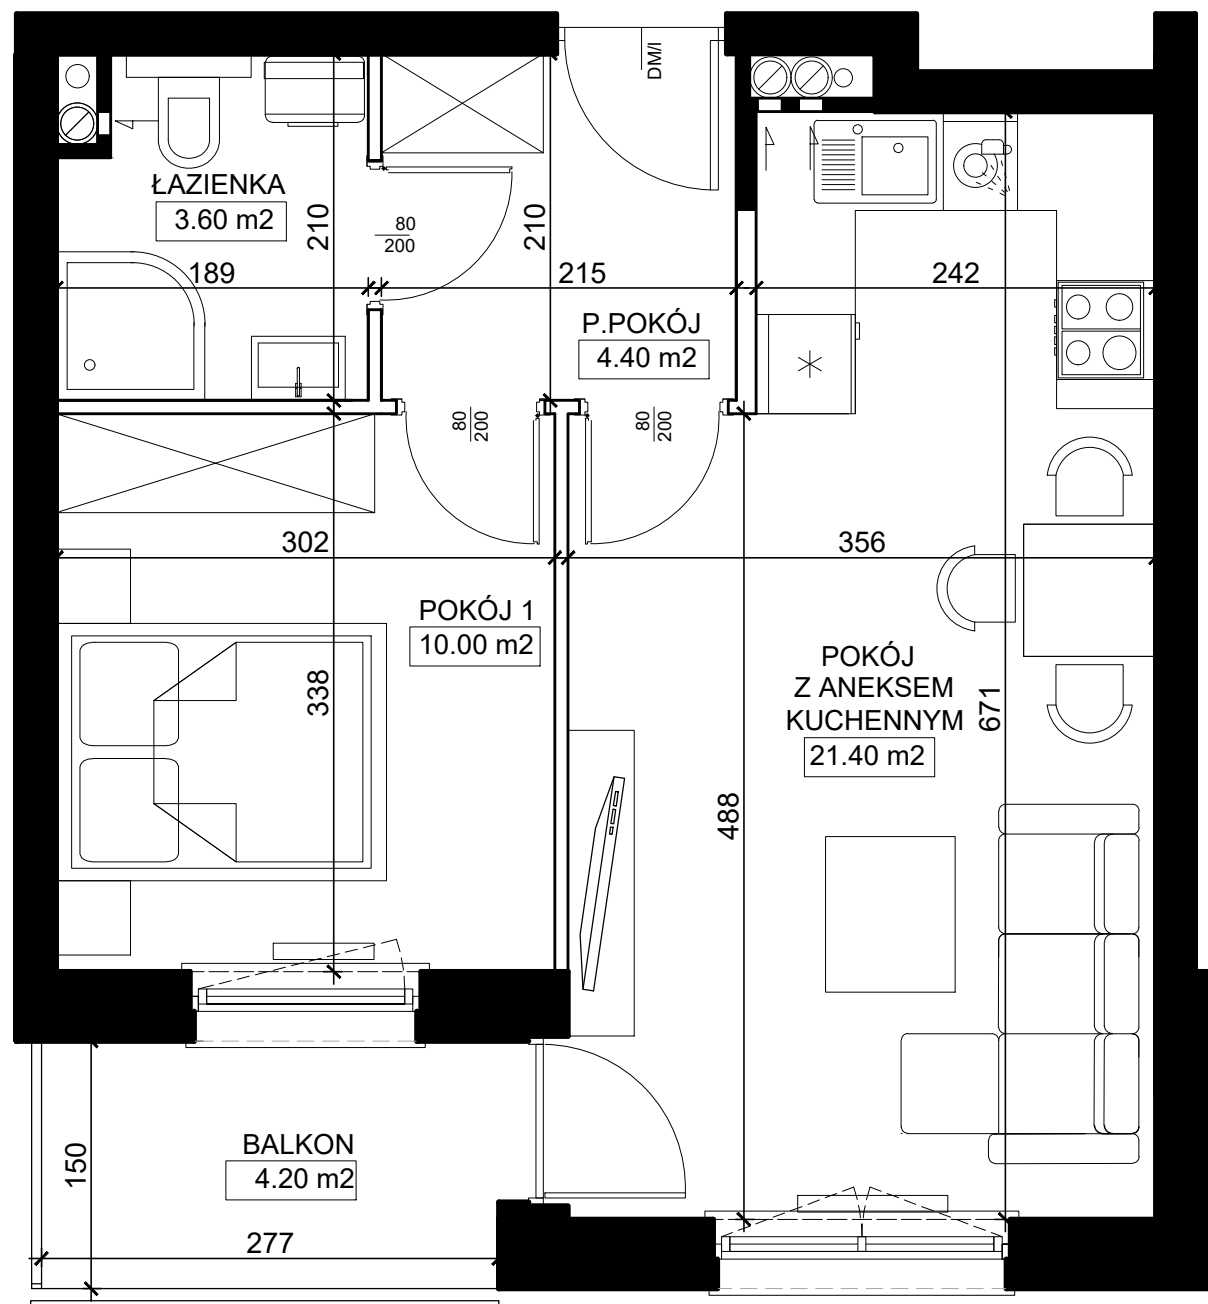 DM/I
ŁAZIENKA
3.60 m2
210
80
200
210
189
215
242
P.POKÓJ
4.40 m2
80
200
80
200
302
356
POKÓJ 1
10.00 m2
338
POKÓJ
Z ANEKSEM
KUCHENNYM
21.40 m2
671
488
BALKON
4.20 m2
150
277